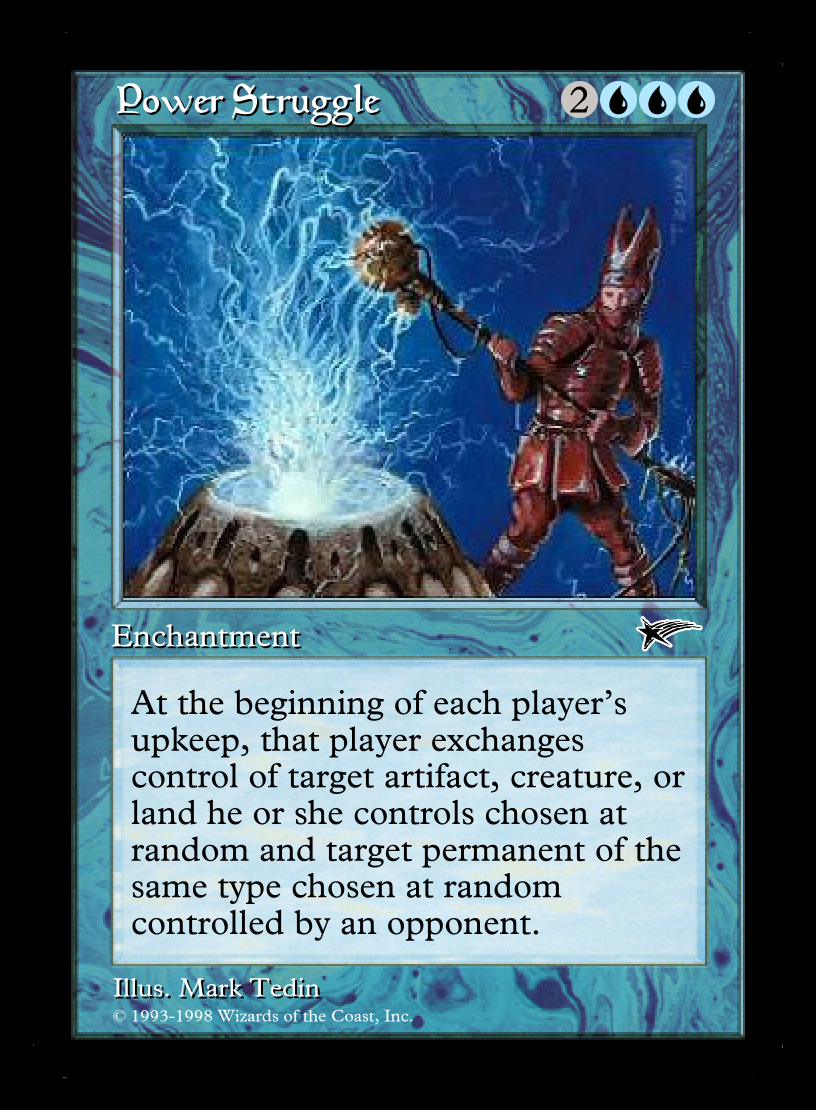 Power Struggle 2
TEDIN
Enchantment
At the beginning of each player's
upkeep, that player exchanges
control of target artifact, creature, or
land he or she controls chosen at
random and target permanent of the
same type chosen at random
controlled by an opponent.
Illus. Mark Tedin
© 1993-1998 Wizards of the Coast, Inc.